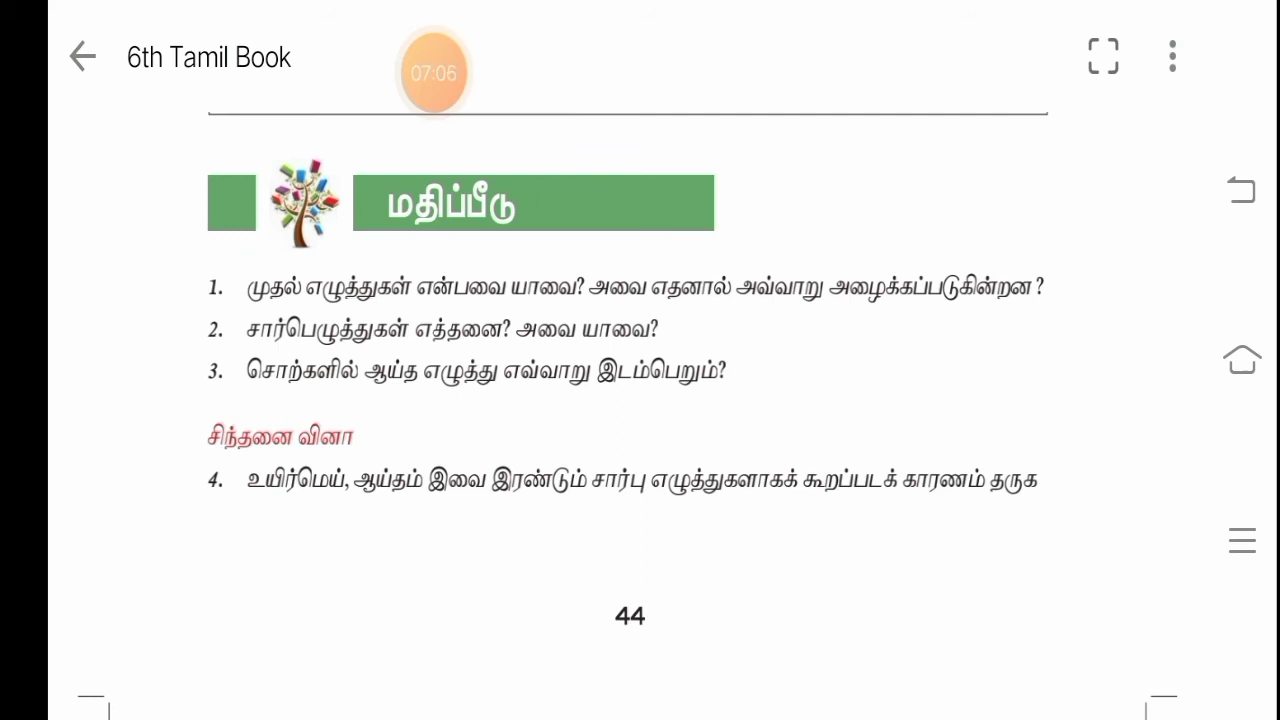 6th Tamil Book
07:06
மதிப்பீடு
1. முதல் எழுத்துகள் என்பவை யாவை? அவை எதனால் அவ்வாறு அழைக்கப்படுகின்றன?
2. சார்பெழுத்துகள் எத்தனை? அவை யாவை?
3. சொற்களில் ஆய்த எழுத்து எவ்வாறு இடம்பெறும்?
சிந்தனை வினா
4. உயிர்மெய், ஆய்தம் இவை இரண்டும் சார்பு எழுத்துகளாகக் கூறப்படக் காரணம் தருக
44